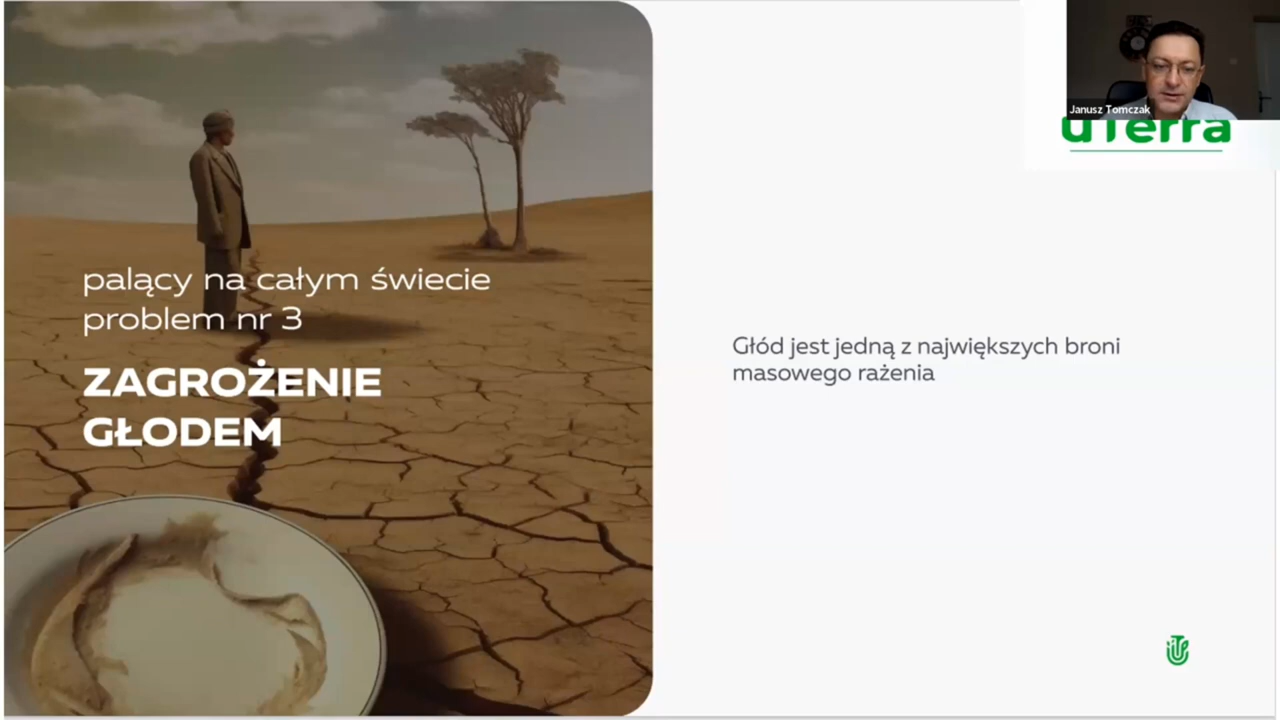 palący na całym świecie
problem nr 3
ZAGROŻENIE
GŁODEM
Głód jest jedną z największych broni
masowego rażenia
Janusz Tomczak
uTerra